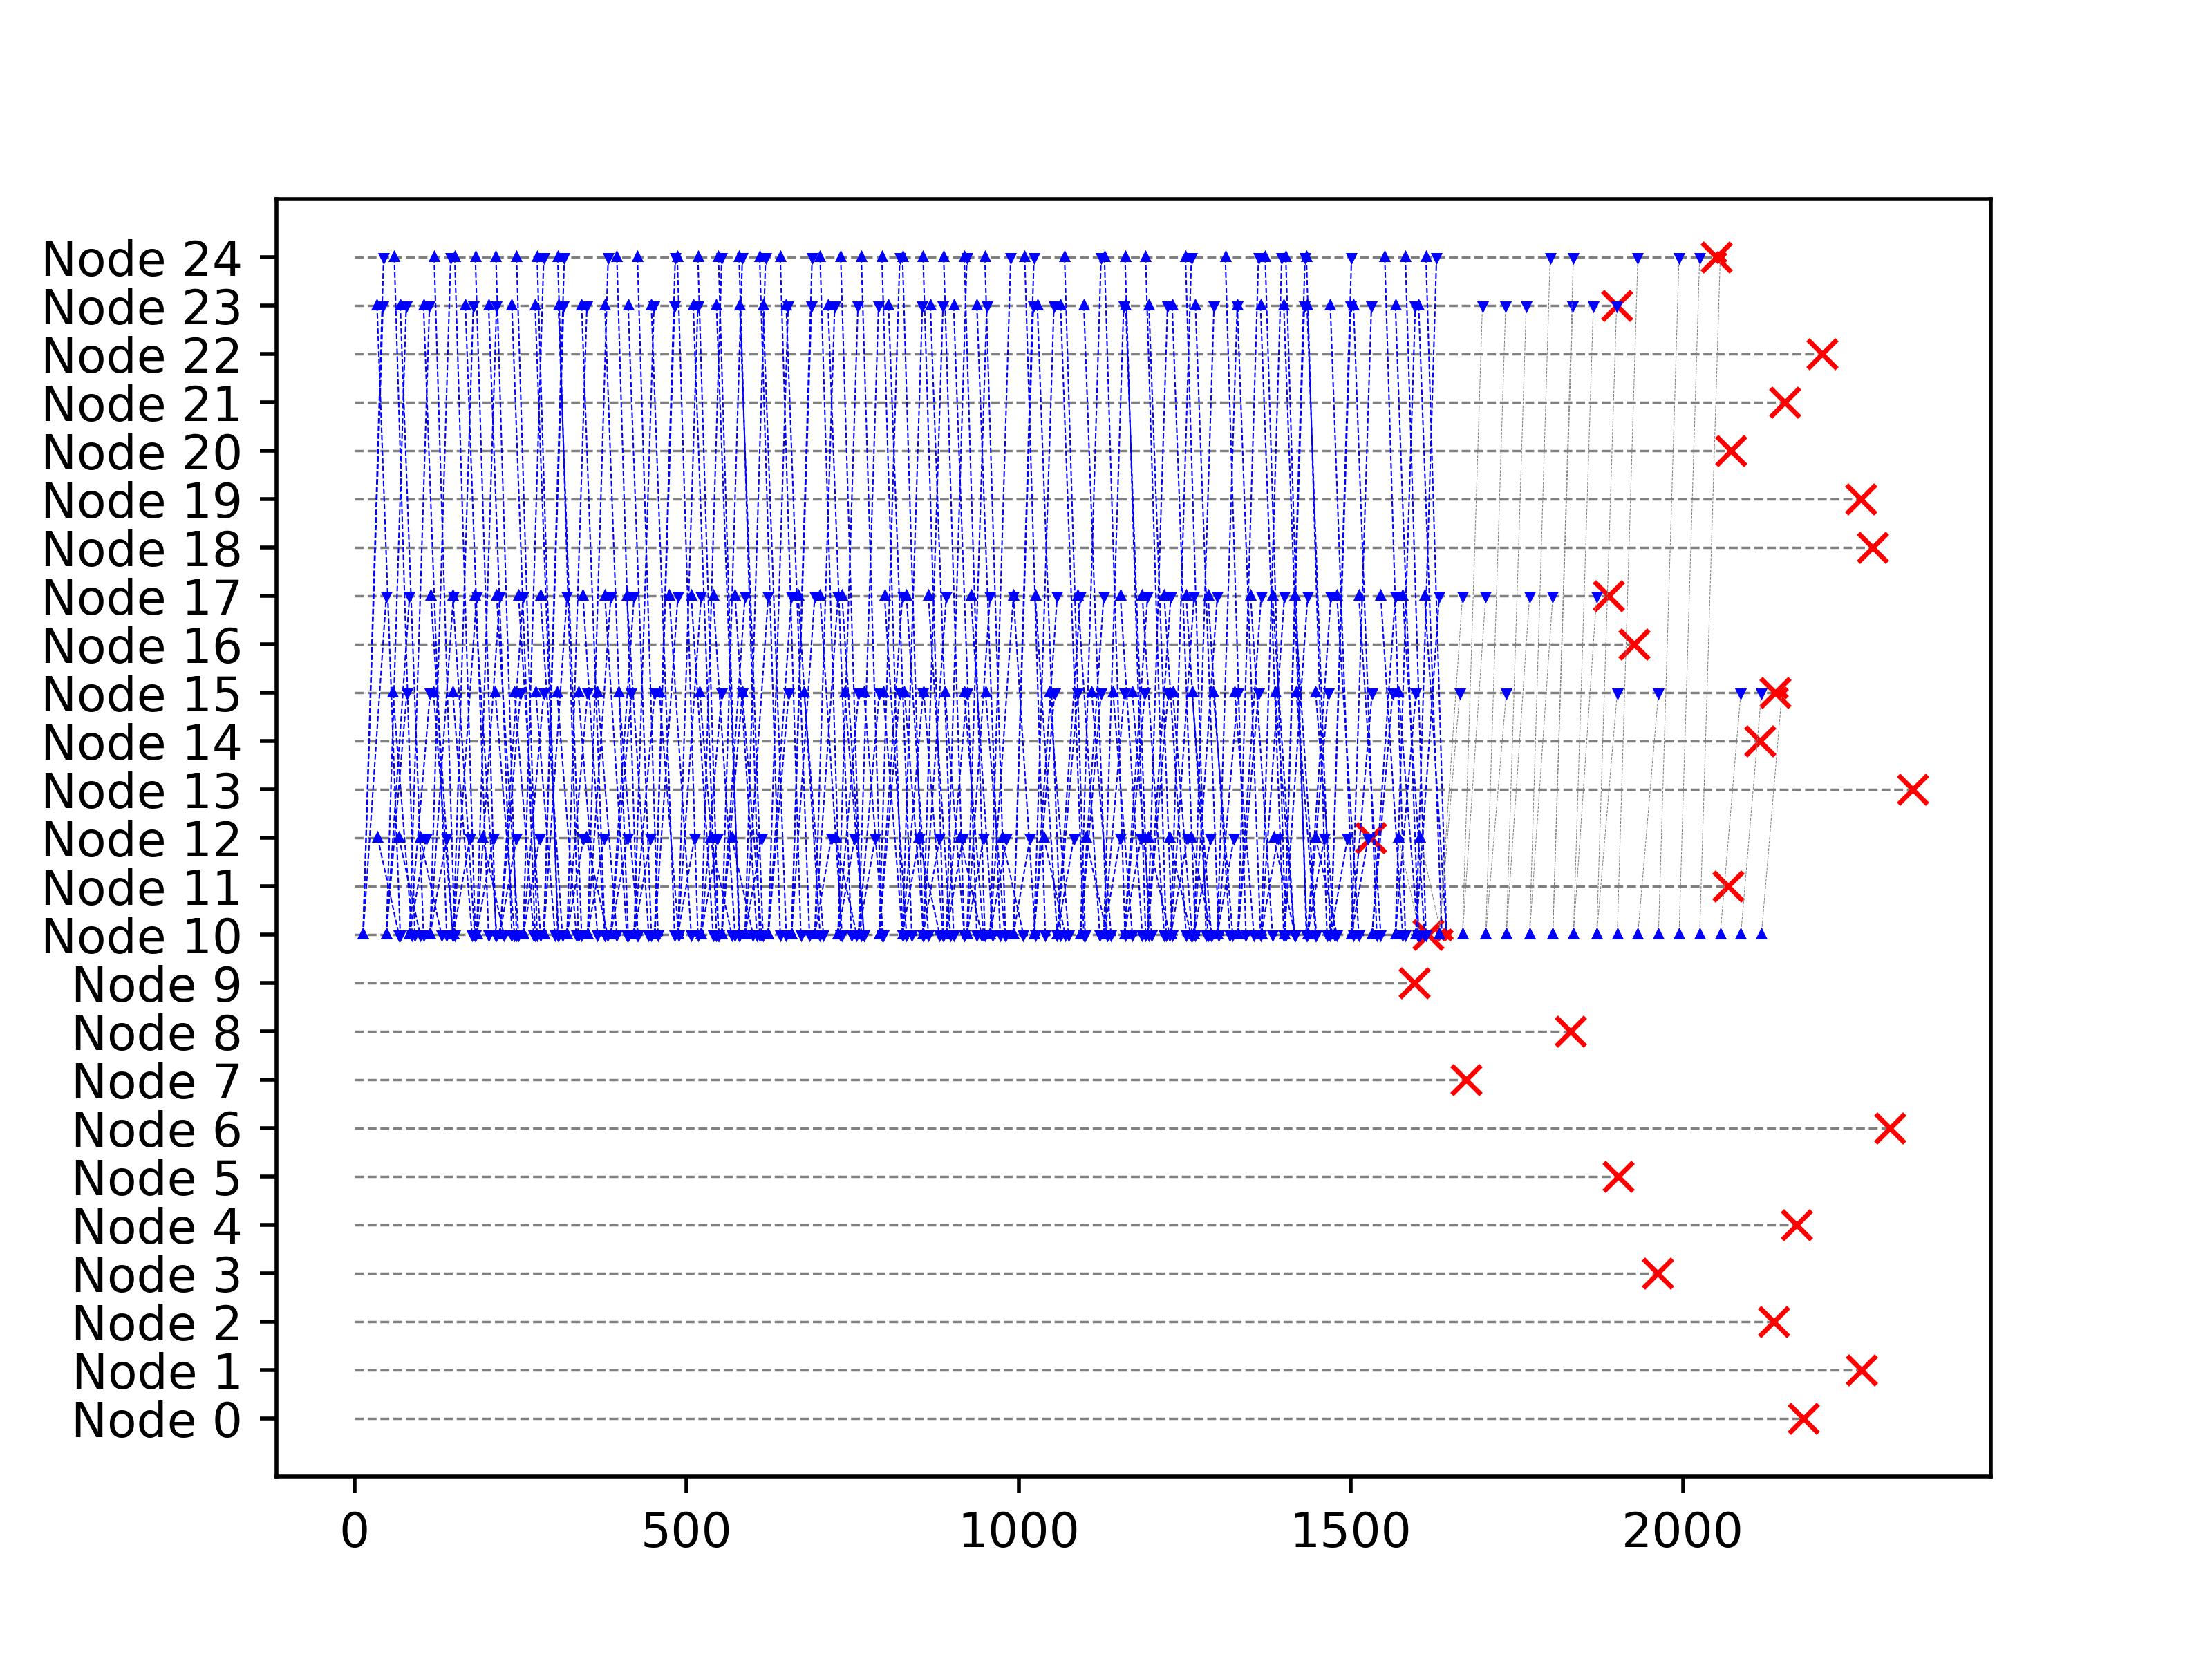 Node 24
Node 23
Node 22
Node 21
Node 20
Node 19
Node 18
Node 17
Node 16
Node 15
Node 14
Node 13
Node 12
Node 11
Node 10
Node 9
Node 8
Node 7
Node 6
Node 5
Node 4
Node 3
Node 2
Node 1
Node 0
0 500 1000 1500 2000